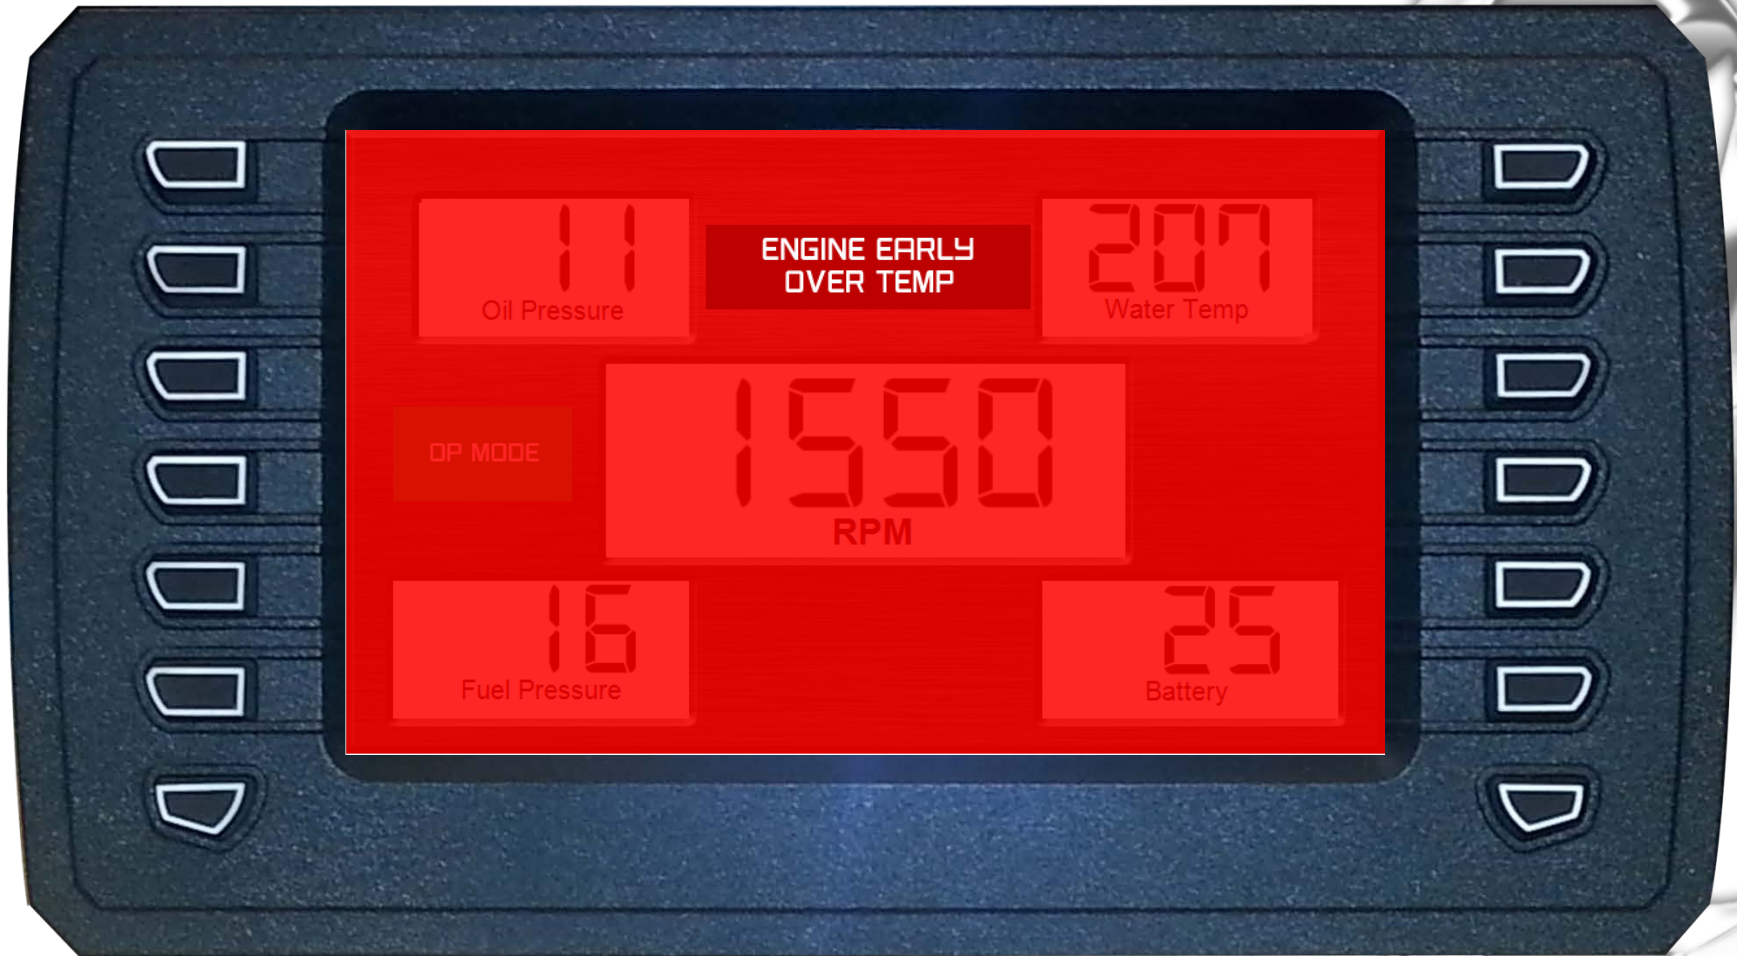 11
Oil Pressure
ENGINE EARLY
OVER TEMP
207
Water Temp
1550
RPM
OP MODE
16
Fuel Pressure
25
Battery